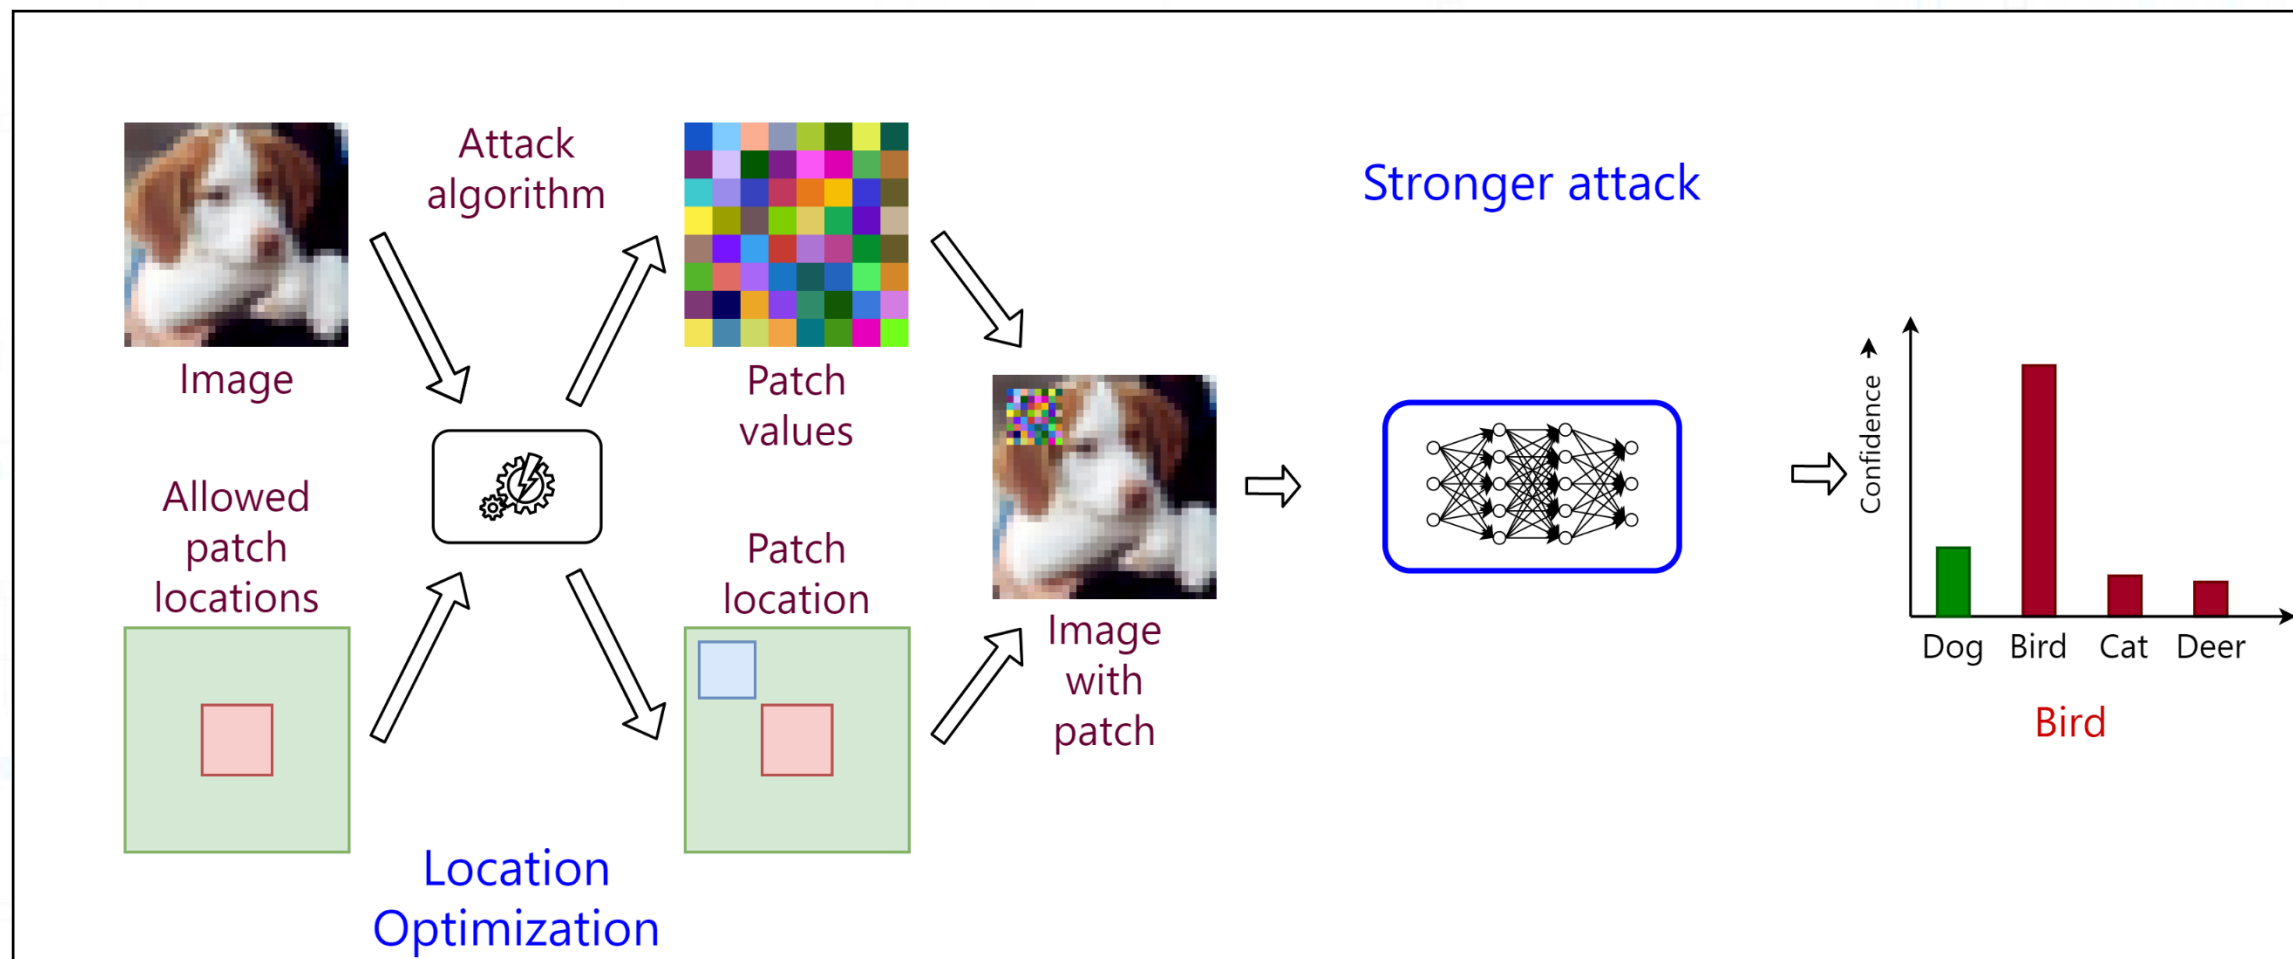 Attack
algorithm
Image
Allowed
patch
locations
Location
Optimization
Patch
values
Patch
location
Image
with
patch
Stronger attack
Confidence
Dog Bird Cat Deer
Bird